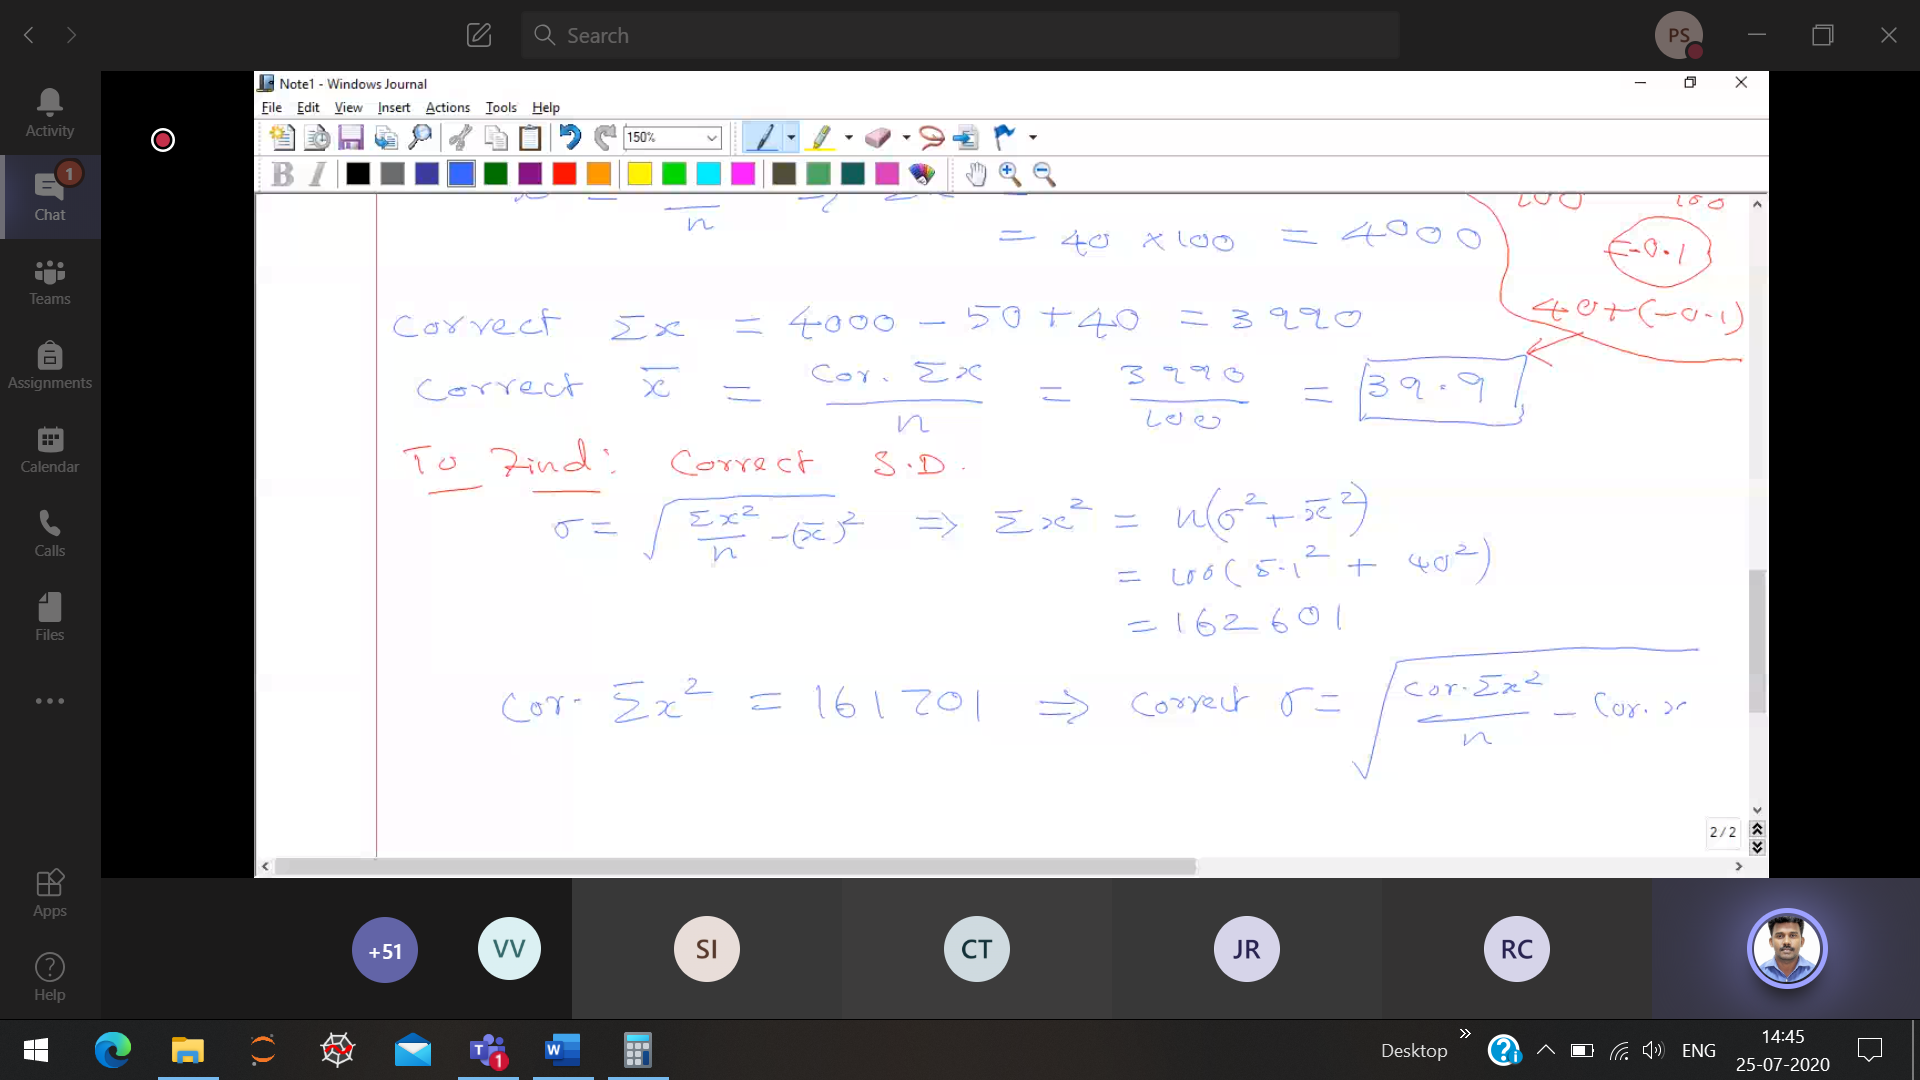 Search
PS
Note1 - Windows Journal
File Edit View Insert Actions Tools Help
150%
B I
Activity
1
Chat
Teams
Assignments
Calendar
Calls
Files
Apps
Help
n
= 40 × 100 = 4000
100 100
= -0.1
40 + (-0.1)
Correct Σx = 4000 - 50 + 40 = 3990
Correct x̄ = Cor. Σx / n = 3990 / 100 = 39.9
To Find: Correct S.D.
σ = √ Σx² / n - (x̄)² ⇒ Σx² = n(σ² + x̄²)
= 100(5.1² + 40²)
= 162601
Cor. Σx² = 161701 ⇒ Correct σ = √ Cor. Σx² / n - Cor. x
2 / 2
+51
VV
SI
CT
JR
RC
T
1
W
Desktop
ENG
14:45
25-07-2020